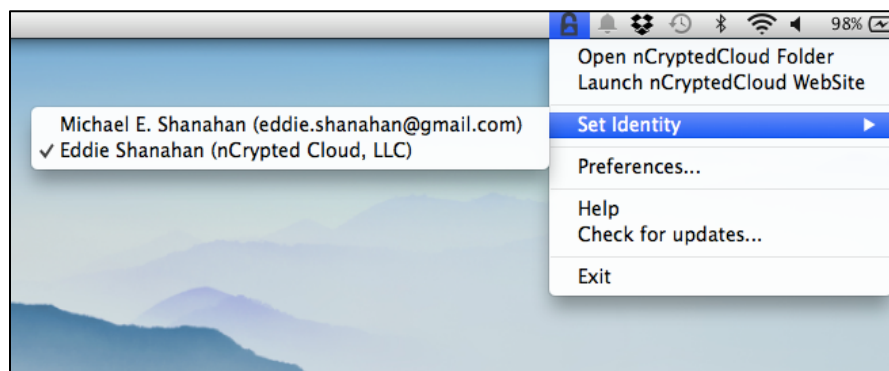 98%
Open nCryptedCloud Folder
Launch nCryptedCloud WebSite
Set Identity
Michael E. Shanahan (eddie.shanahan@gmail.com)
✓ Eddie Shanahan (nCrypted Cloud, LLC)
Preferences...
Help
Check for updates...
Exit